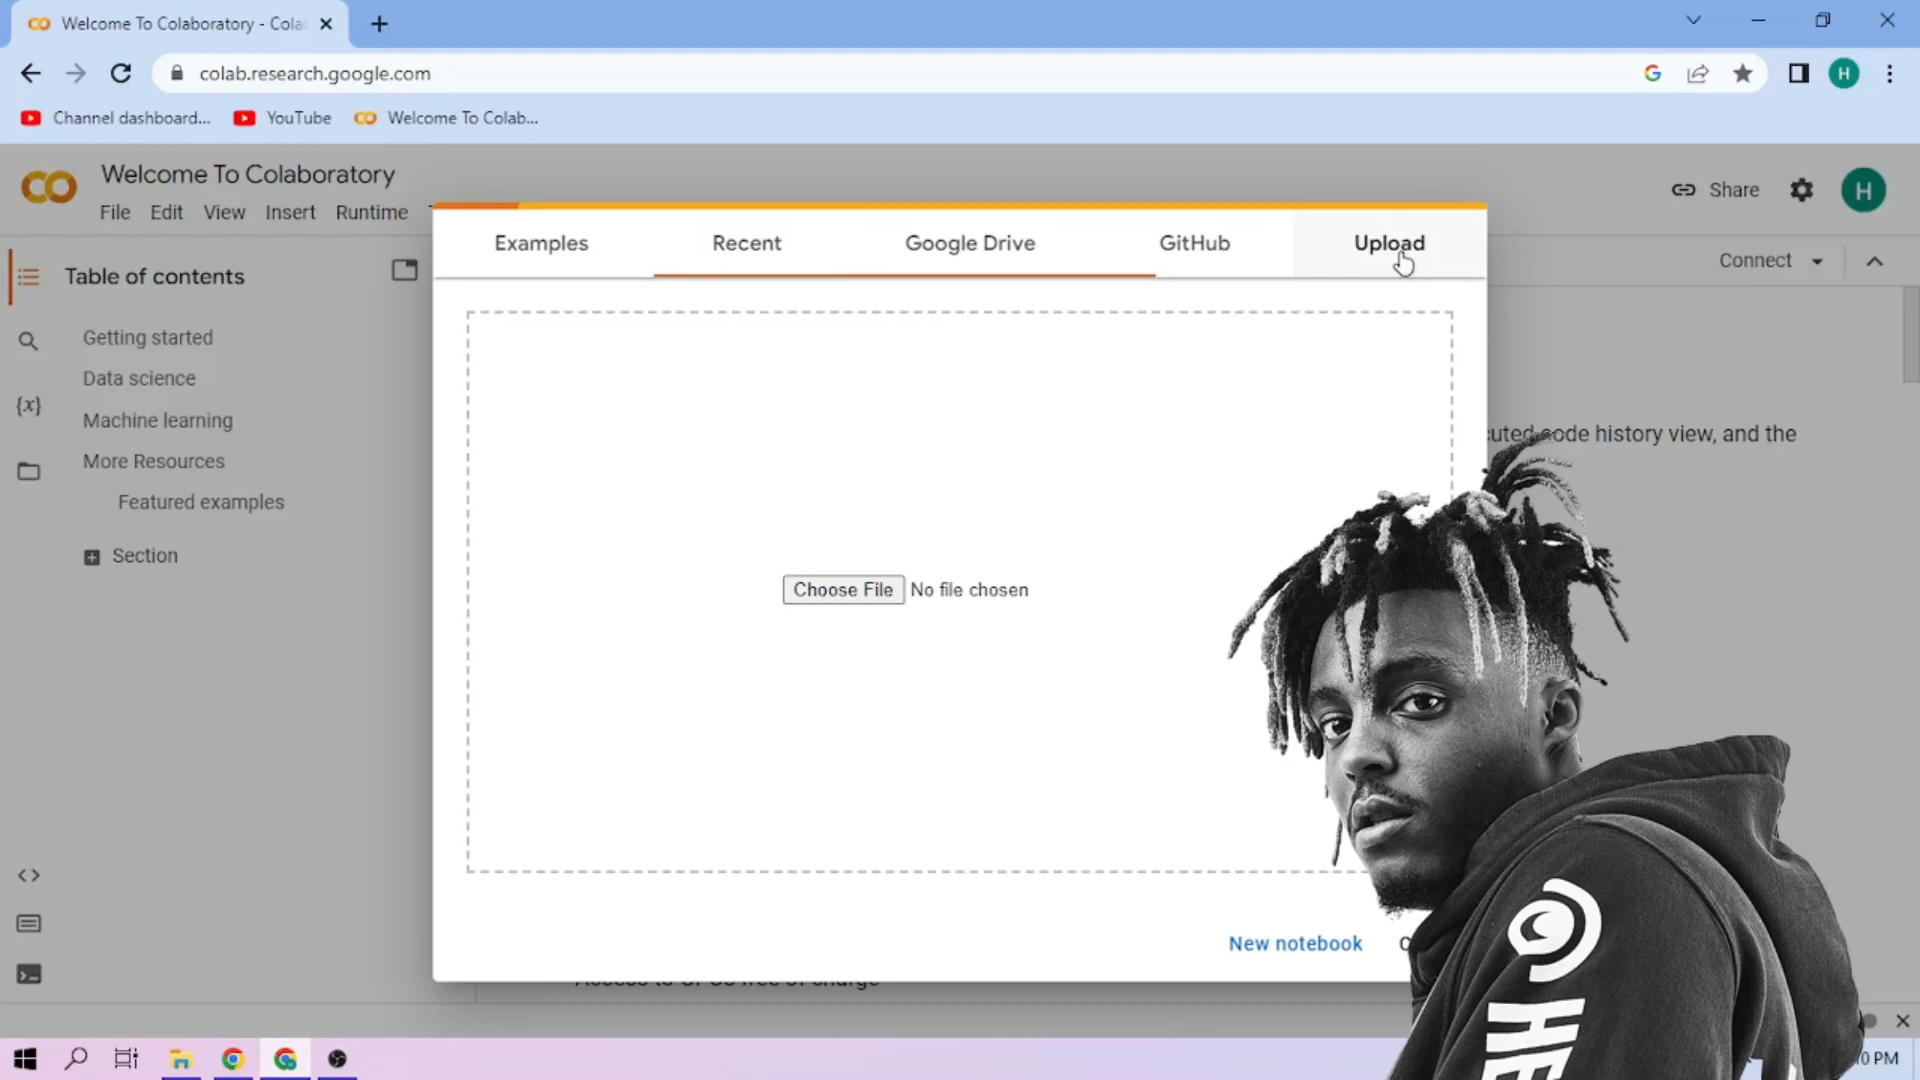 Welcome To Colaboratory - Cola
colab.research.google.com
H
Channel dashboard...
YouTube
Welcome To Colab...
Welcome To Colaboratory
File Edit View Insert Runtime
Share
H
Examples
Recent
Google Drive
GitHub
Upload
Connect
Table of contents
Getting started
Data science
Machine learning
More Resources
Featured examples
Section
{x}
code history view, and the
Choose File No file chosen
New notebook
HE
PM